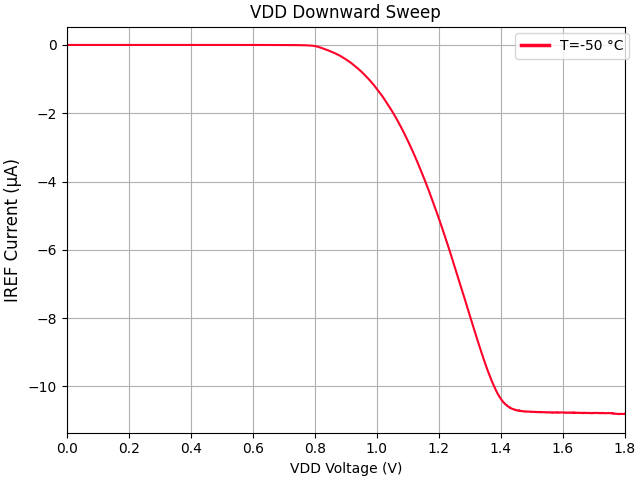 VDD Downward Sweep
T=-50 °C
IREF Current (μA)
0
−2
−4
−6
−8
−10
0.0 0.2 0.4 0.6 0.8 1.0 1.2 1.4 1.6 1.8
VDD Voltage (V)